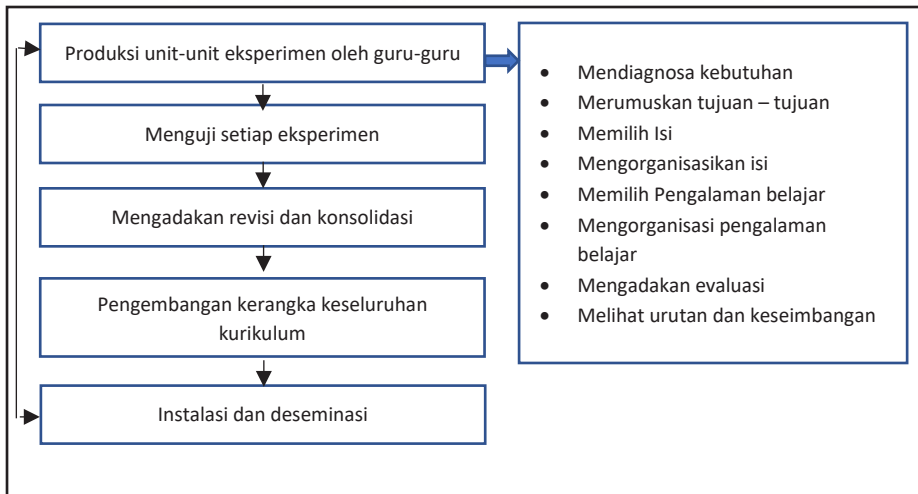 Produksi unit-unit eksperimen oleh guru-guru
Menguji setiap eksperimen
Mengadakan revisi dan konsolidasi
Pengembangan kerangka keseluruhan
kurikulum
Instalasi dan deseminasi
• Mendiagnosa kebutuhan
• Merumuskan tujuan – tujuan
• Memilih Isi
• Mengorganisasikan isi
• Memilih Pengalaman belajar
• Mengorganisasi pengalaman
belajar
• Mengadakan evaluasi
• Melihat urutan dan keseimbangan